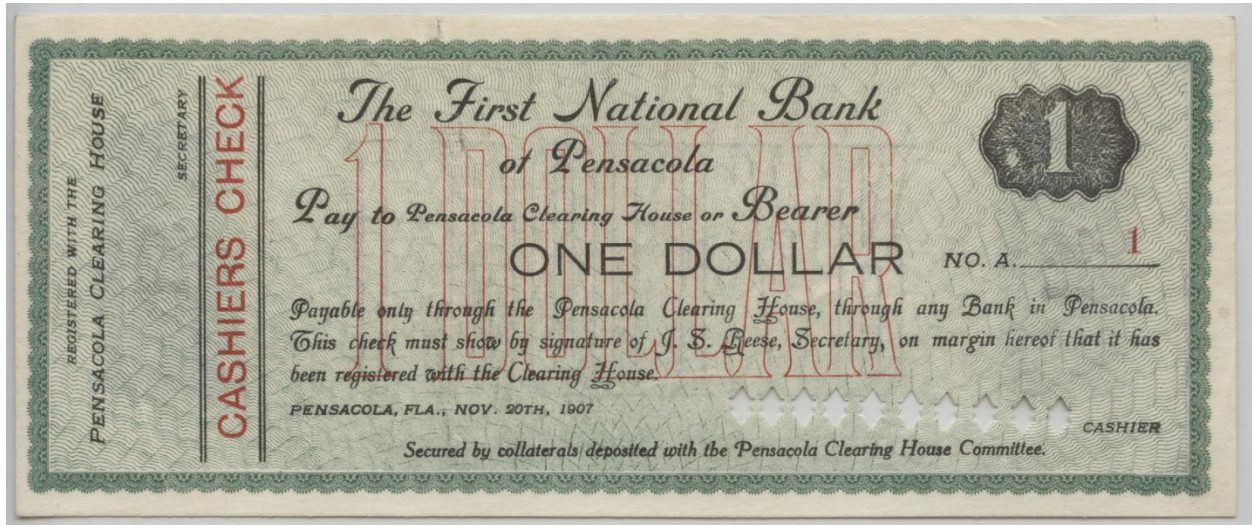 REGISTERED WITH THE
PENSACOLA CLEARING HOUSE
SECRETARY
CASHIERS CHECK
The First National Bank
of Pensacola
1 DOLLAR
1
Pay to Pensacola Clearing House or Bearer
ONE DOLLAR
NO. A. 1
Payable only through the Pensacola Clearing House, through any Bank in Pensacola.
This check must show by signature of J. S. Reese, Secretary, on margin hereof that it has
been registered with the Clearing House.
PENSACOLA, FLA., NOV. 20TH, 1907
CASHIER
Secured by collaterals deposited with the Pensacola Clearing House Committee.